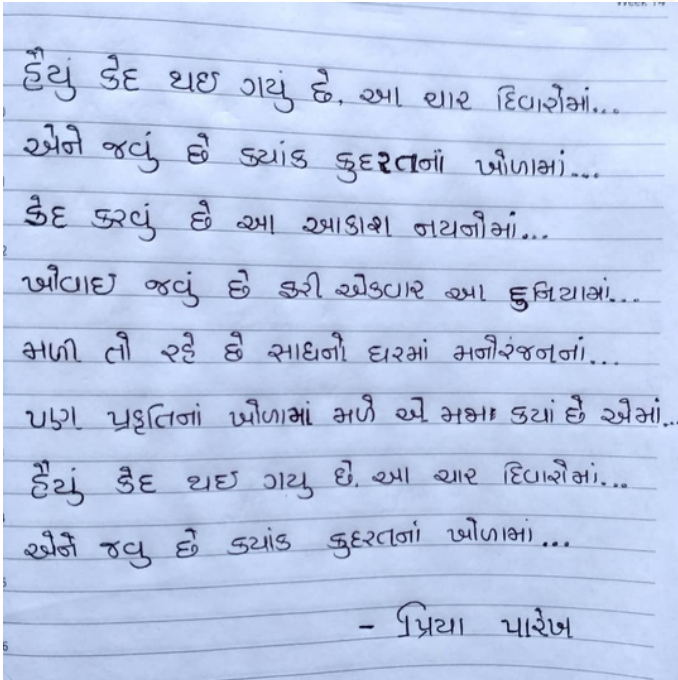 હૈયું કેદ થઇ ગયું છે, આ ચાર દિવારોમાં...
એને જવું છે ક્યાંક કુદરતનાં ખોળામાં...
કેદ કરવું છે આ આકાશ નયનોમાં...
ખોવાઇ જવું છે ફરી એકવાર આ દુનિયામાં...
મળી તો રહે છે સાધનો ઘરમાં મનોરંજનનાં...
પણ પ્રકૃતિનાં ખોળામાં મળે એ મજા ક્યાં છે એમાં...
હૈયું કેદ થઇ ગયુ છે, આ ચાર દિવારોમાં...
એને જવુ છે ક્યાંક કુદરતનાં ખોળામાં...
- પ્રિયા પારેખ